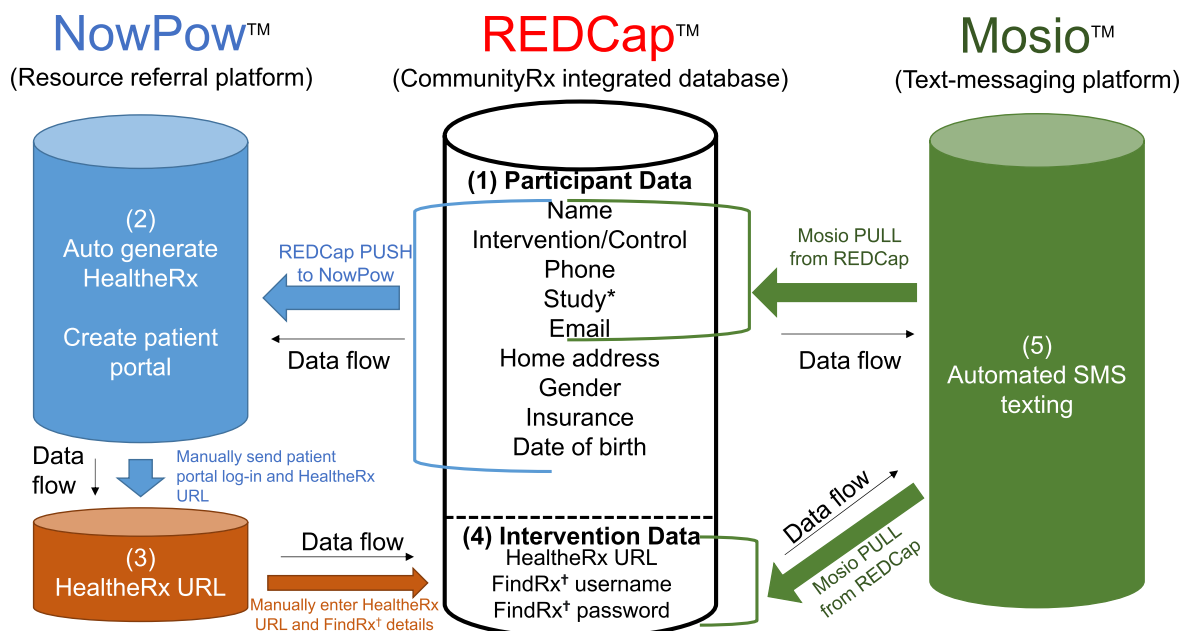 NowPow™
(Resource referral platform)
REDCap™
(CommunityRx integrated database)
Mosio™
(Text-messaging platform)
(2)
Auto generate
HealtheRx
Create patient
portal
REDCap PUSH
to NowPow
Data flow
(1) Participant Data
Name
Intervention/Control
Phone
Study*
Email
Home address
Gender
Insurance
Date of birth
Mosio PULL
from REDCap
Data flow
(5)
Automated SMS
texting
Data
flow
Manually send patient
portal log-in and HealtheRx
URL
(3)
HealtheRx URL
Data flow
Manually enter HealtheRx
URL and FindRx† details
(4) Intervention Data
HealtheRx URL
FindRx† username
FindRx† password
Data flow
Mosio PULL
from REDCap